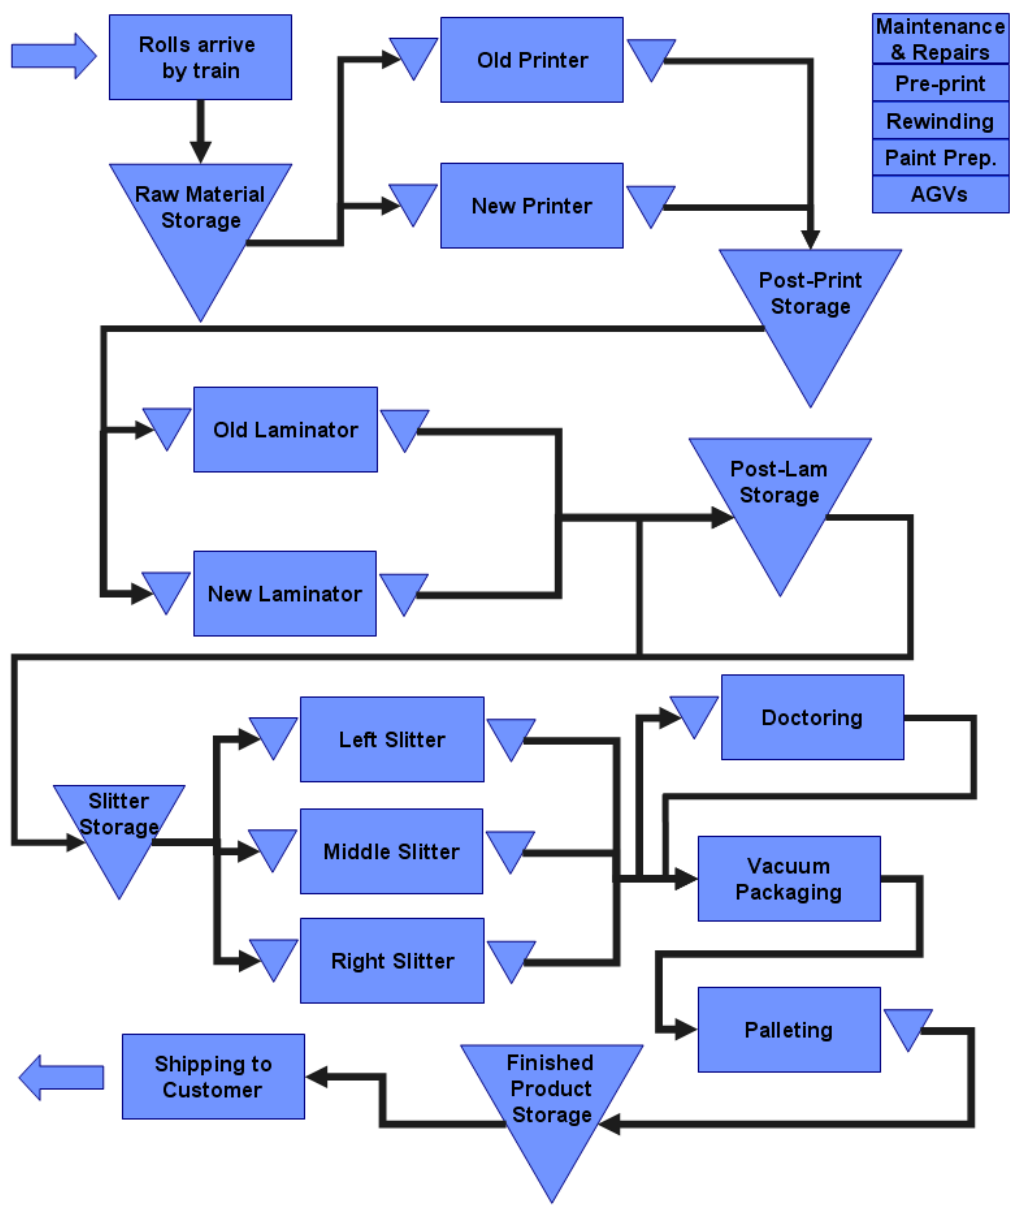 Rolls arrive
by train
Old Printer
Maintenance
& Repairs
Pre-print
Rewinding
Paint Prep.
AGVs
Raw Material
Storage
New Printer
Post-Print
Storage
Old Laminator
Post-Lam
Storage
New Laminator
Left Slitter
Doctoring
Slitter
Storage
Middle Slitter
Vacuum
Packaging
Right Slitter
Palleting
Shipping to
Customer
Finished
Product
Storage